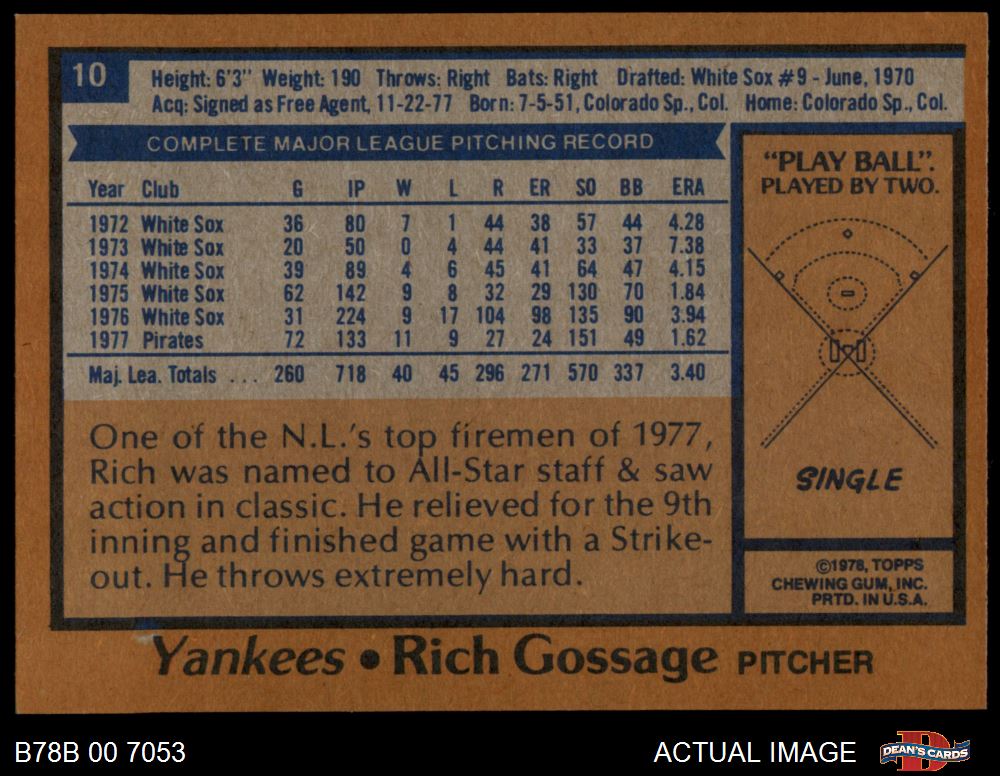 10
Height: 6'3" Weight: 190 Throws: Right Bats: Right Drafted: White Sox #9 - June, 1970
Acq: Signed as Free Agent, 11-22-77 Born: 7-5-51, Colorado Sp., Col. Home: Colorado Sp., Col.
COMPLETE MAJOR LEAGUE PITCHING RECORD
Year Club G IP W L R ER SO BB ERA
1972 White Sox 36 80 7 1 44 38 57 44 4.28
1973 White Sox 20 50 0 4 44 41 33 37 7.38
1974 White Sox 39 89 4 6 45 41 64 47 4.15
1975 White Sox 62 142 9 8 32 29 130 70 1.84
1976 White Sox 31 224 9 17 104 98 135 90 3.94
1977 Pirates 72 133 11 9 27 24 151 49 1.62
Maj. Lea. Totals ... 260 718 40 45 296 271 570 337 3.40
One of the N.L.'s top firemen of 1977,
Rich was named to All-Star staff & saw
action in classic. He relieved for the 9th
inning and finished game with a Strike-
out. He throws extremely hard.
"PLAY BALL".
PLAYED BY TWO.
SINGLE
©1978, TOPPS
CHEWING GUM, INC.
PRTD. IN U.S.A.
Yankees • Rich Gossage PITCHER
B78B 00 7053
ACTUAL IMAGE
DEAN'S CARDS